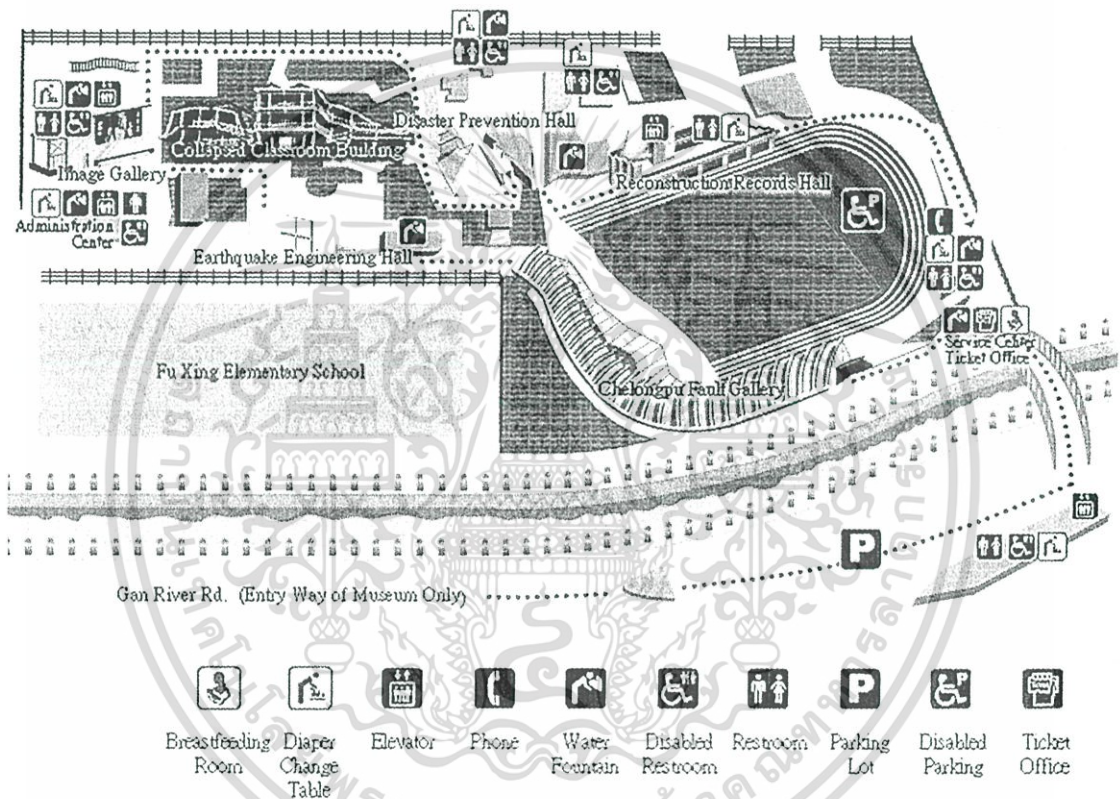 Disaster Prevention Hall
Collapsed Classroom Building
Image Gallery
Reconstruction Records Hall
Administration
Center
Earthquake Engineering Hall
Service Center
Ticket Office
Fu Xing Elementary School
Chelongpu Fault Gallery
P
P
Gan River Rd. (Entry Way of Museum Only)
P
P
Breastfeeding
Room
Diaper
Change
Table
Elevator
Phone
Water
Fountain
Disabled
Restroom
Restroom
Parking
Lot
Disabled
Parking
Ticket
Office